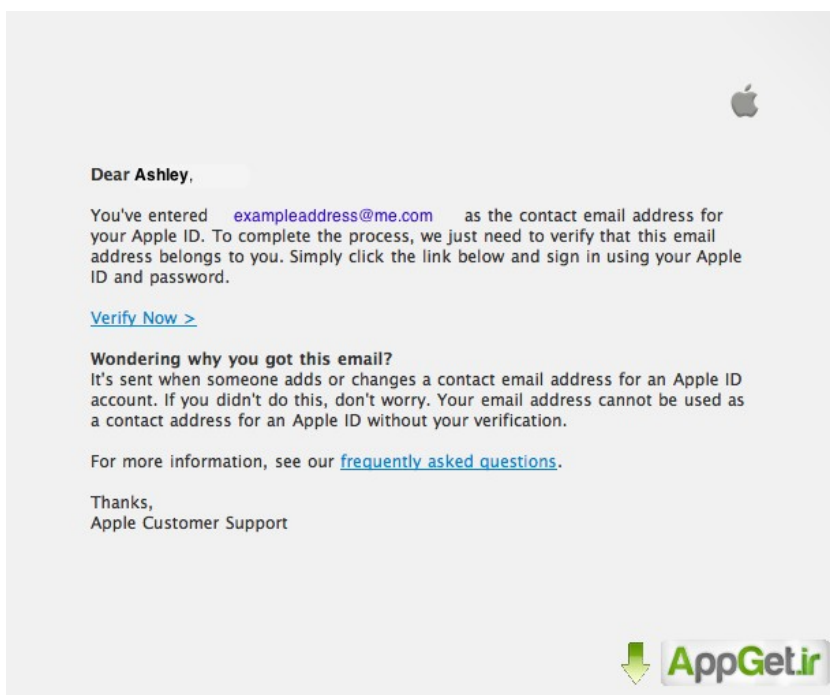 Dear Ashley,
You've entered exampleaddress@me.com as the contact email address for
your Apple ID. To complete the process, we just need to verify that this email
address belongs to you. Simply click the link below and sign in using your Apple
ID and password.
Verify Now >
Wondering why you got this email?
It's sent when someone adds or changes a contact email address for an Apple ID
account. If you didn't do this, don't worry. Your email address cannot be used as
a contact address for an Apple ID without your verification.
For more information, see our frequently asked questions.
Thanks,
Apple Customer Support
AppGet.ir